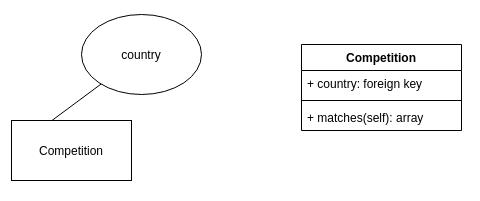 country
Competition
Competition
+ country: foreign key
+ matches(self): array